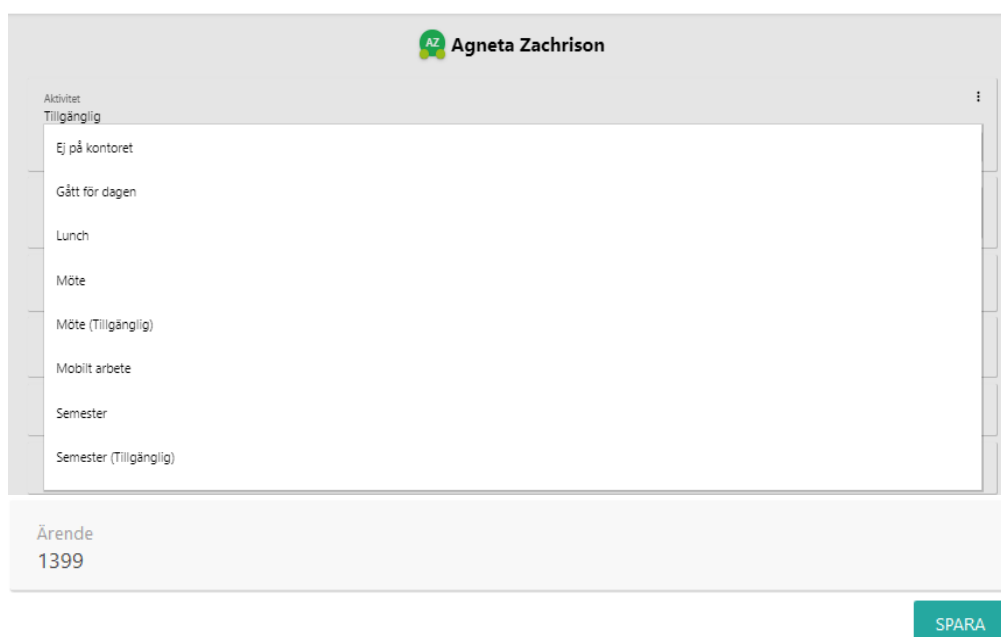 AZ Agneta Zachrison
Aktivitet
Tillgänglig
Ej på kontoret
Gått för dagen
Lunch
Möte
Möte (Tillgänglig)
Mobilt arbete
Semester
Semester (Tillgänglig)
Ärende
1399
SPARA